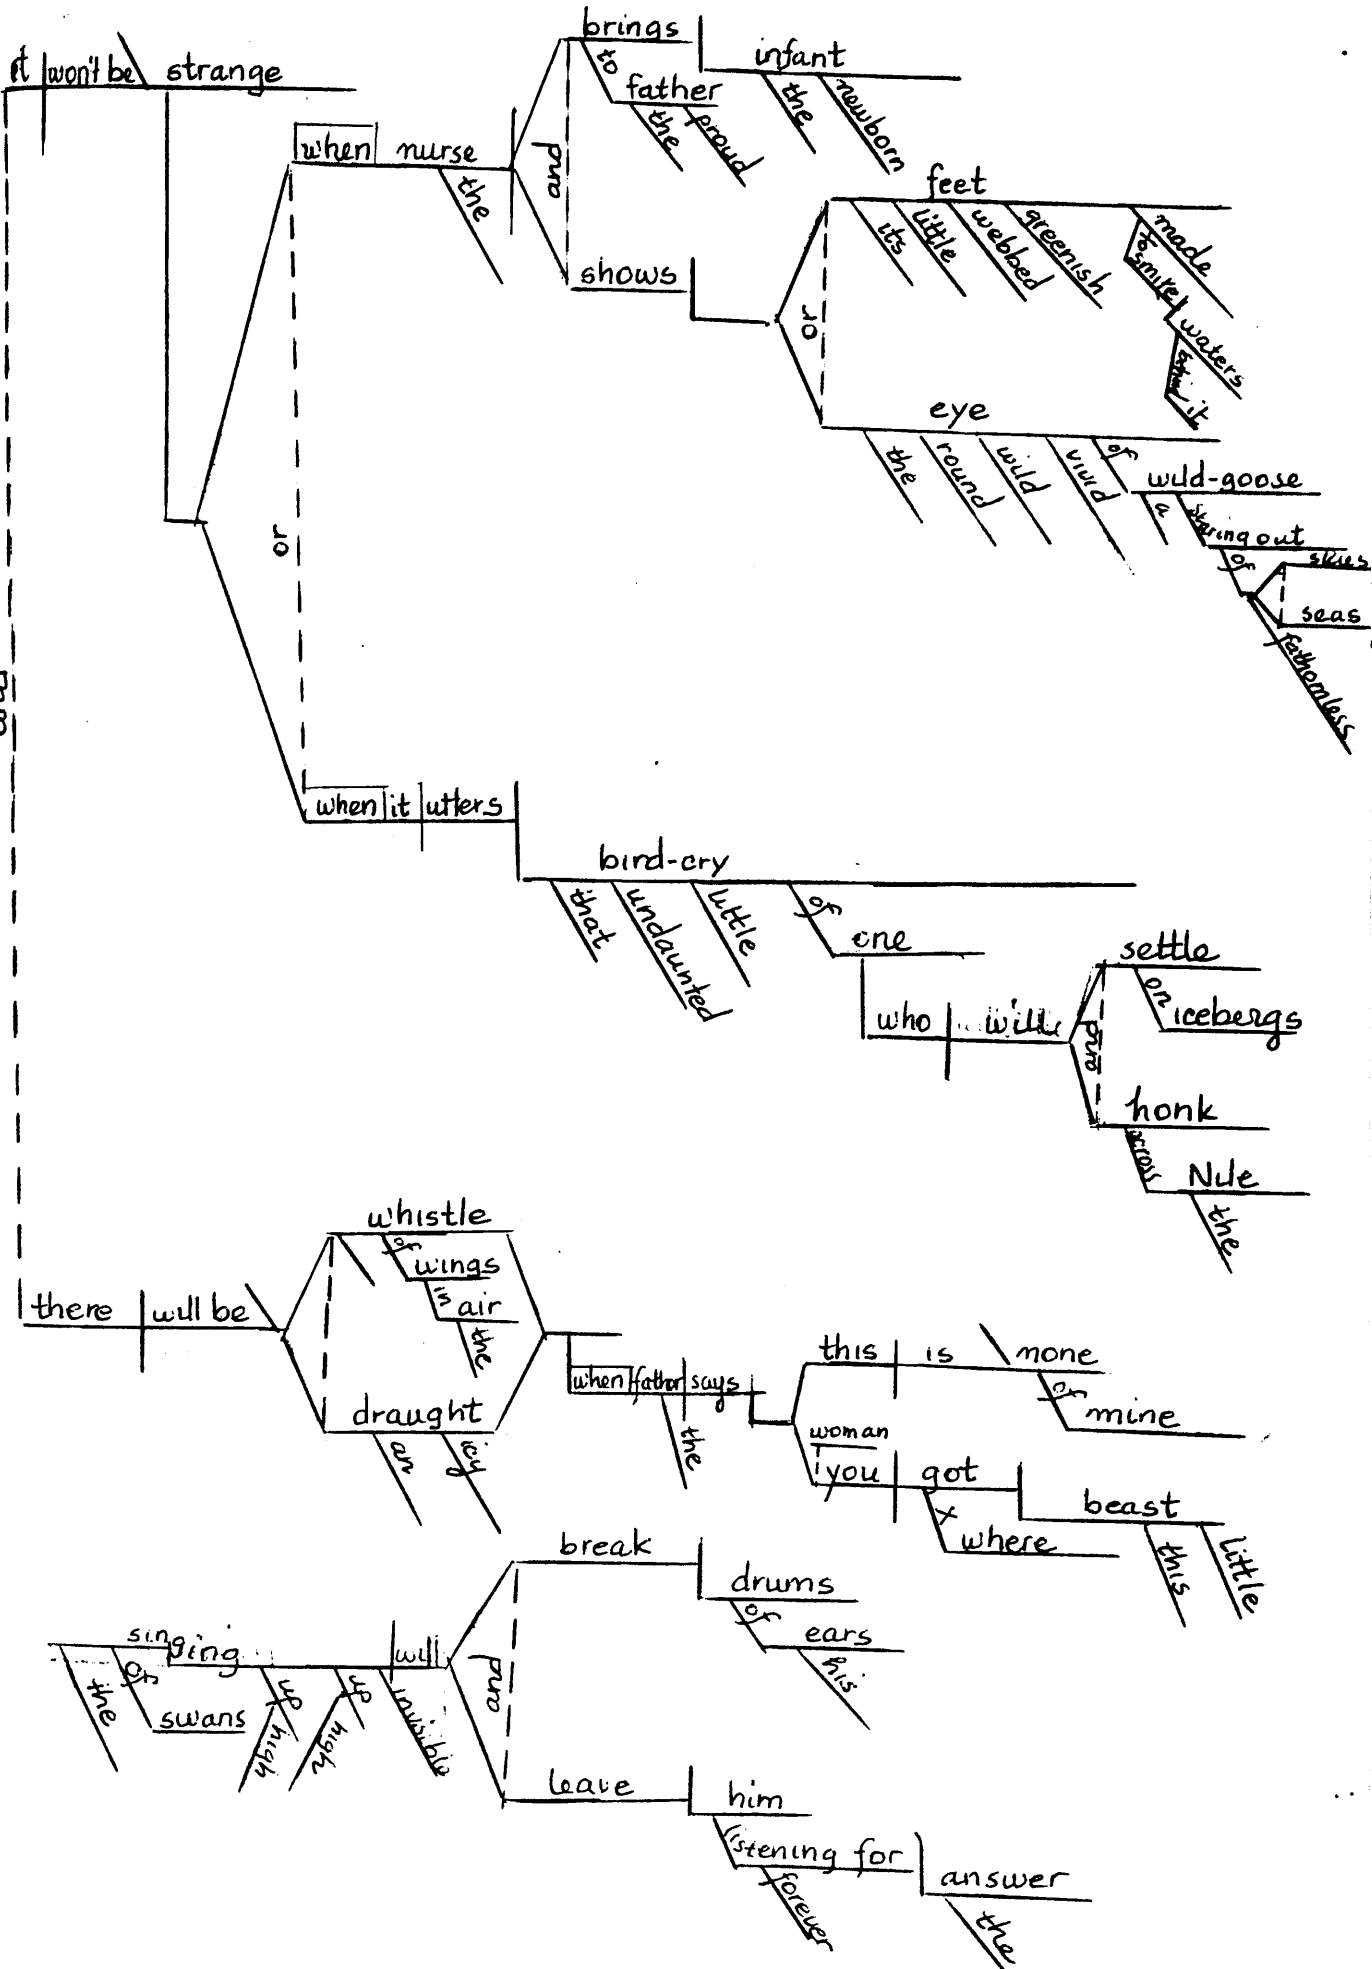 it won't be strange
when nurse
the
and
brings
to
father
the
proud
infant
the
newborn
shows
or
feet
its
little
webbed
greenish
made
to
smite
waters
behind
it
eye
the
round
wild
vivid
of
wild-goose
a
staring out
of
skies
seas
fathomless
or
when it utters
bird-cry
that
undaunted
little
of
one
who will
and
settle
on
icebergs
honk
across
Nile
the
there will be
whistle
of
wings
in
air
the
draught
an
icy
when father says
the
this is none
of
mine
woman
you got
x
where
beast
this
little
singing will
the
of
swans
up
high
up
high
invisible
and
break
drums
of
ears
his
leave
him
listening for
forever
answer
the